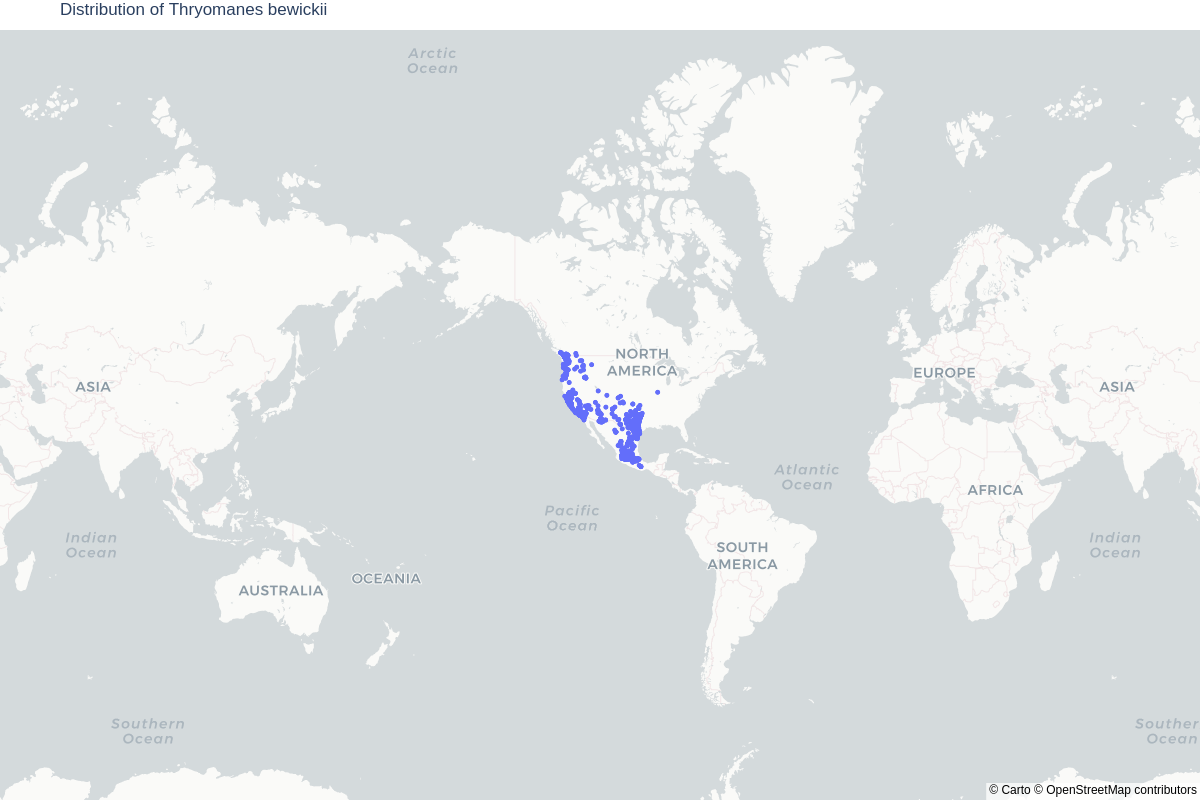 Distribution of Thryomanes bewickii
Arctic
Ocean
NORTH
AMERICA
ASIA
EUROPE
ASIA
Atlantic
Ocean
AFRICA
Pacific
Ocean
Indian
Ocean
SOUTH
AMERICA
Indian
Ocean
OCEANIA
AUSTRALIA
Southern
Ocean
Souther
Ocean
© Carto © OpenStreetMap contributors